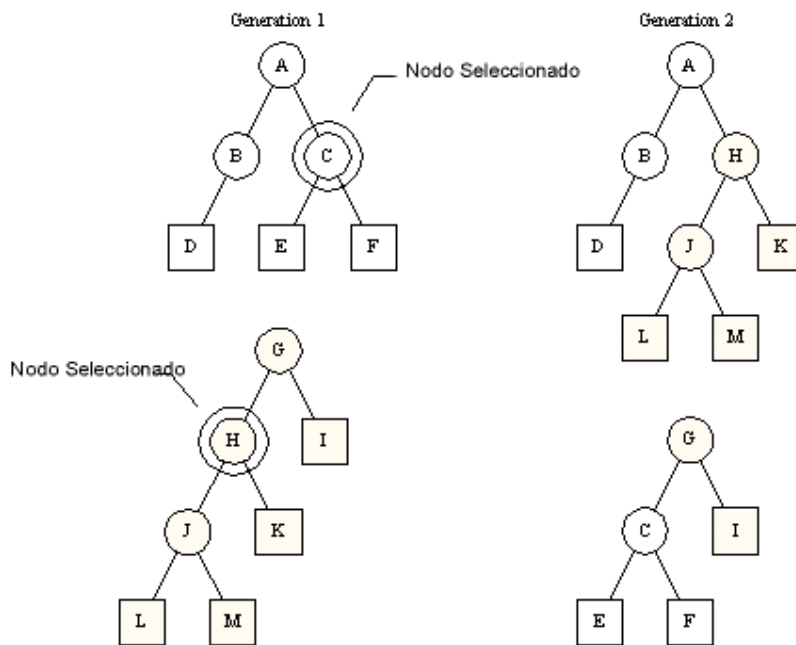 Generation 1
Generation 2
A
Nodo Seleccionado
A
B
C
B
H
D
E
F
D
J
K
L
M
G
Nodo Seleccionado
H
I
G
J
K
C
I
L
M
E
F